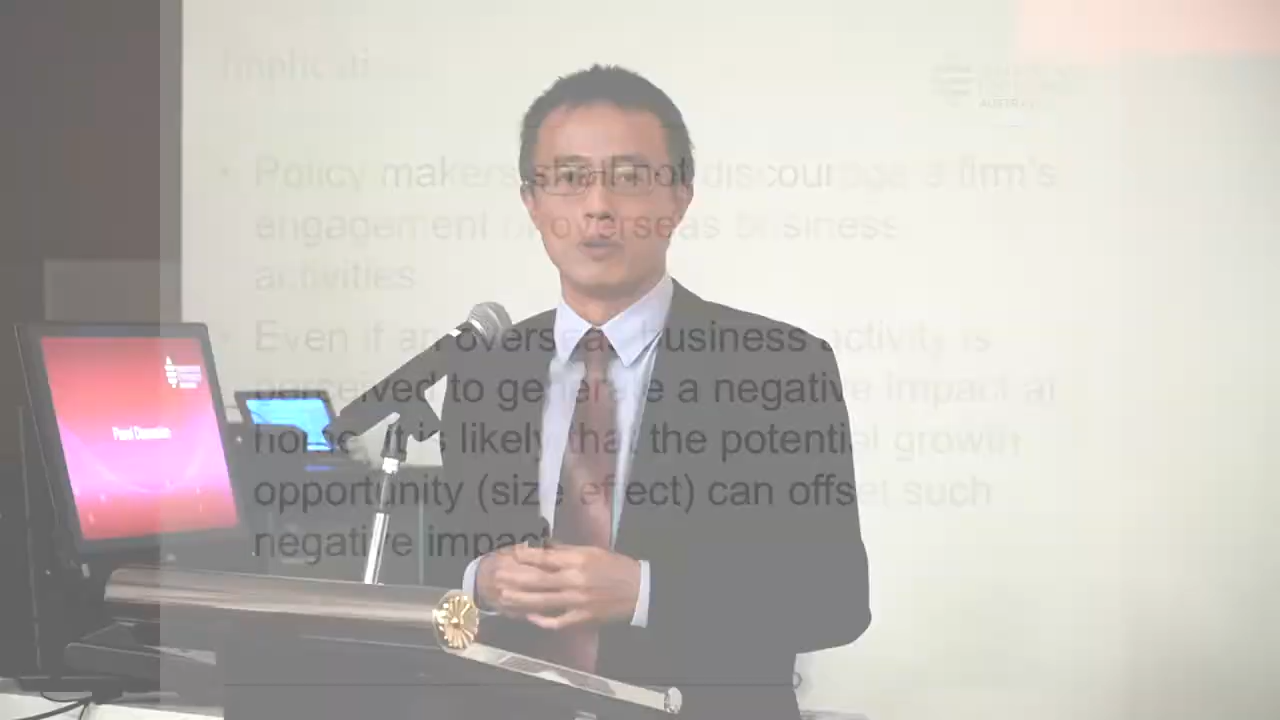 Implicati
Policy makers should not discourage a firm's
engagement in overseas business
activities
Even if an overseas business activity is
perceived to generate a negative impact at
home, it is likely that the potential growth
opportunity (size effect) can offset such
negative impact
AUSTRA